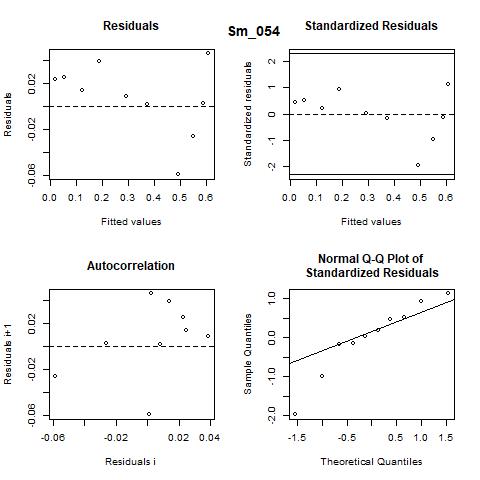 Sm_054
Residuals
Residuals
0.02
-0.02
-0.06
0.0 0.1 0.2 0.3 0.4 0.5 0.6
Fitted values
Standardized Residuals
Standardized residuals
2
1
0
-1
-2
0.0 0.1 0.2 0.3 0.4 0.5 0.6
Fitted values
Autocorrelation
Residuals i+1
0.02
-0.02
-0.06
-0.06 -0.02 0.02 0.04
Residuals i
Normal Q-Q Plot of
Standardized Residuals
Sample Quantiles
1.0
0.0
-1.0
-2.0
-1.5 -0.5 0.5 1.0 1.5
Theoretical Quantiles